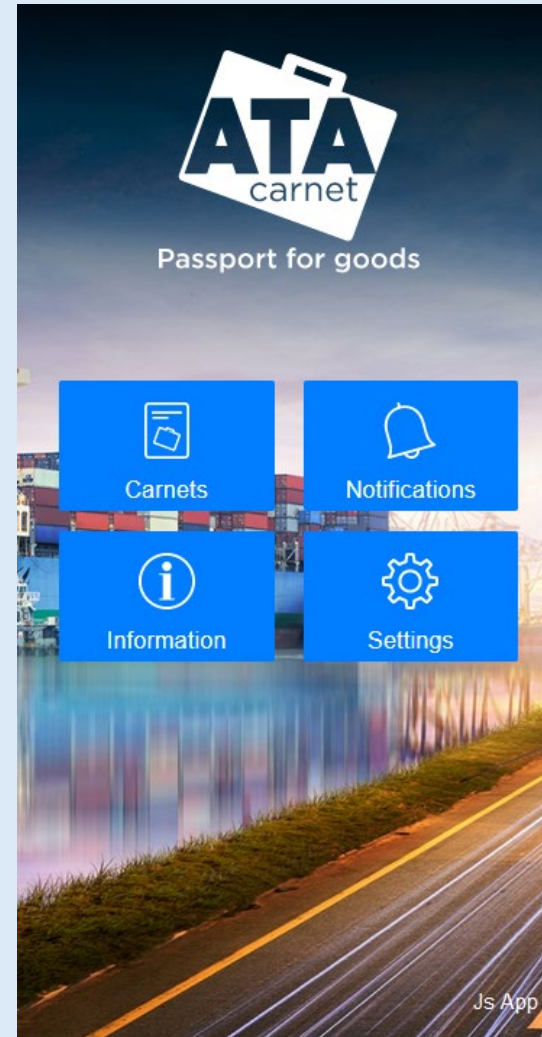 ATA
carnet
Passport for goods
Carnets
Notifications
Information
Settings
Js App